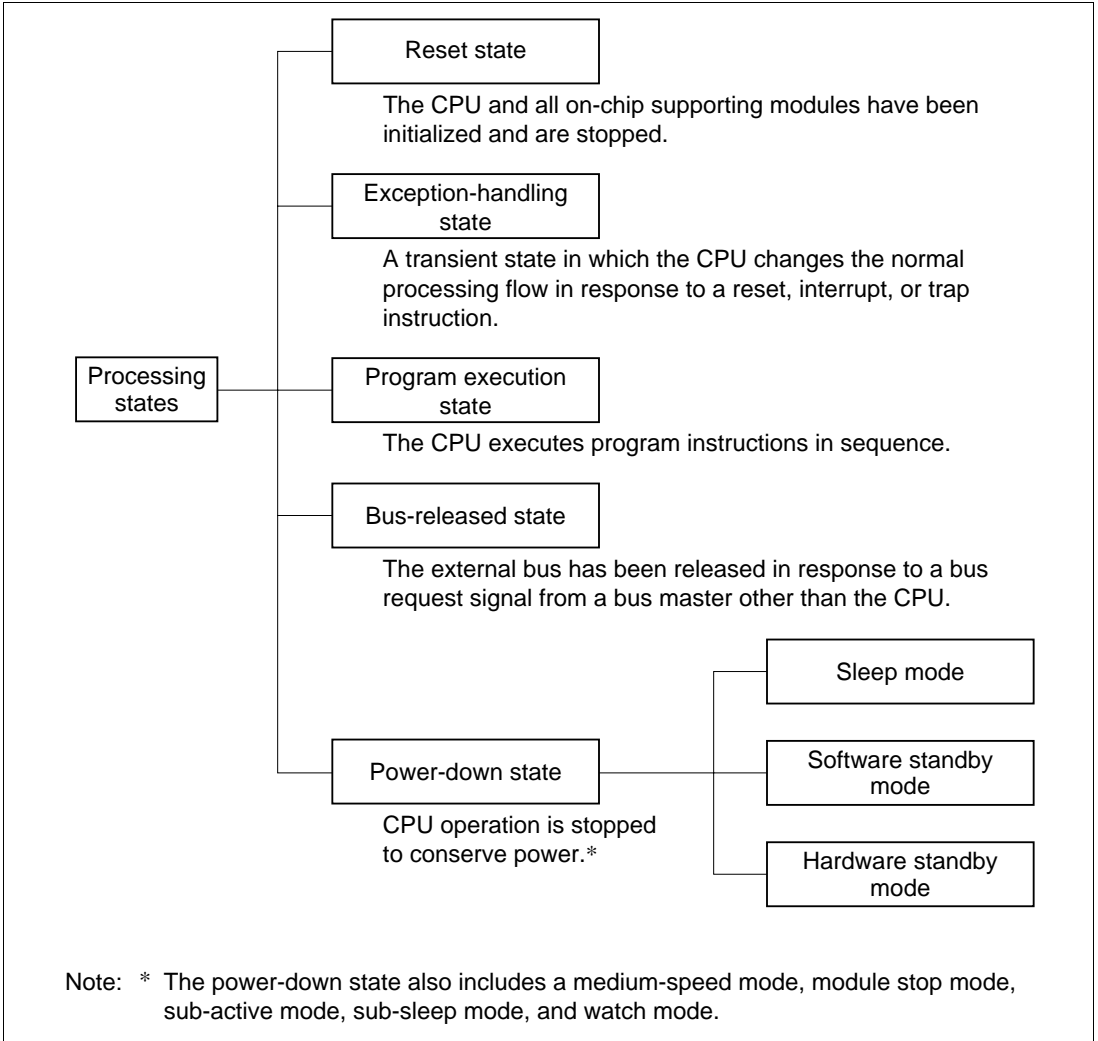 Reset state
The CPU and all on-chip supporting modules have been
initialized and are stopped.
Exception-handling
state
A transient state in which the CPU changes the normal
processing flow in response to a reset, interrupt, or trap
instruction.
Processing
states
Program execution
state
The CPU executes program instructions in sequence.
Bus-released state
The external bus has been released in response to a bus
request signal from a bus master other than the CPU.
Sleep mode
Power-down state
CPU operation is stopped
to conserve power.*
Software standby
mode
Hardware standby
mode
Note: * The power-down state also includes a medium-speed mode, module stop mode,
sub-active mode, sub-sleep mode, and watch mode.